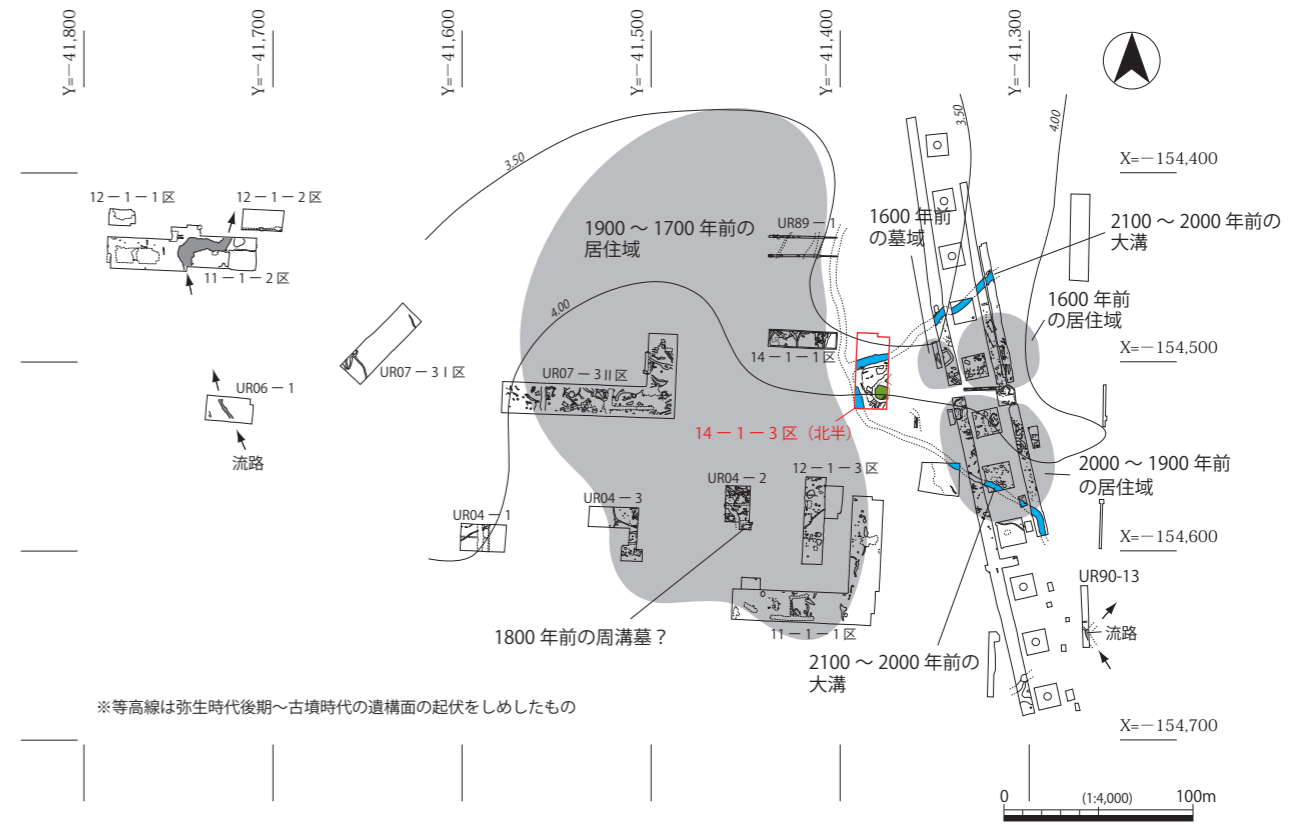 Y=−41,800
Y=−41,700
Y=−41,600
Y=−41,500
Y=−41,400
Y=−41,300
3.50
4.00
X=−154,400
3.50
12－1－1区
12－1－2区
11－1－2区
1900～1700年前の
居住域
UR89－1
1600年前
の墓域
2100～2000年前の
大溝
1600年前
の居住域
4.00
X=−154,500
14－1－1区
UR07－3Ⅰ区
UR07－3Ⅱ区
UR06－1
流路
14－1－3区（北半）
2000～1900年前
の居住域
12－1－3区
UR04－2
UR04－3
UR04－1
X=−154,600
UR90-13
流路
11－1－1区
1800年前の周溝墓？
2100～2000年前の
大溝
※等高線は弥生時代後期～古墳時代の遺構面の起伏をしめしたもの
X=−154,700
0
(1:4,000)
100m